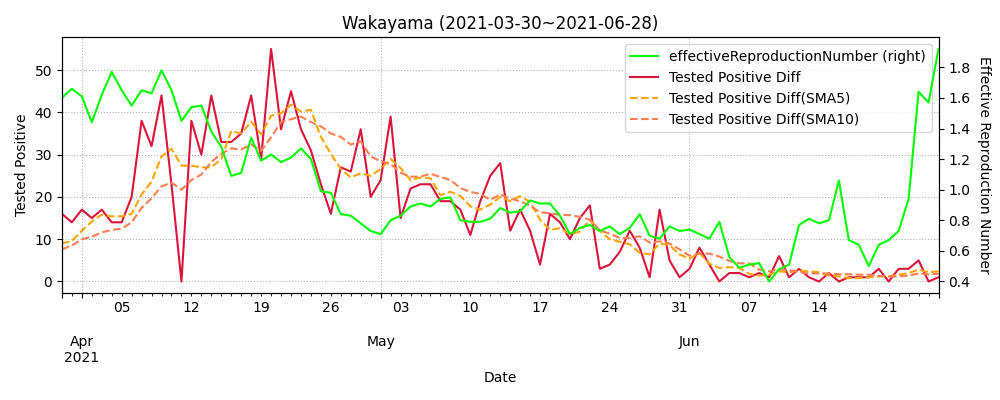 Wakayama (2021-03-30~2021-06-28)
effectiveReproductionNumber (right)
Tested Positive Diff
Tested Positive Diff(SMA5)
Tested Positive Diff(SMA10)
Tested Positive
50
40
30
20
10
0
Effective Reproduction Number
1.8
1.6
1.4
1.2
1.0
0.8
0.6
0.4
05 12 19 26 03 10 17 24 07 14 21
Apr May Jun
2021
Date